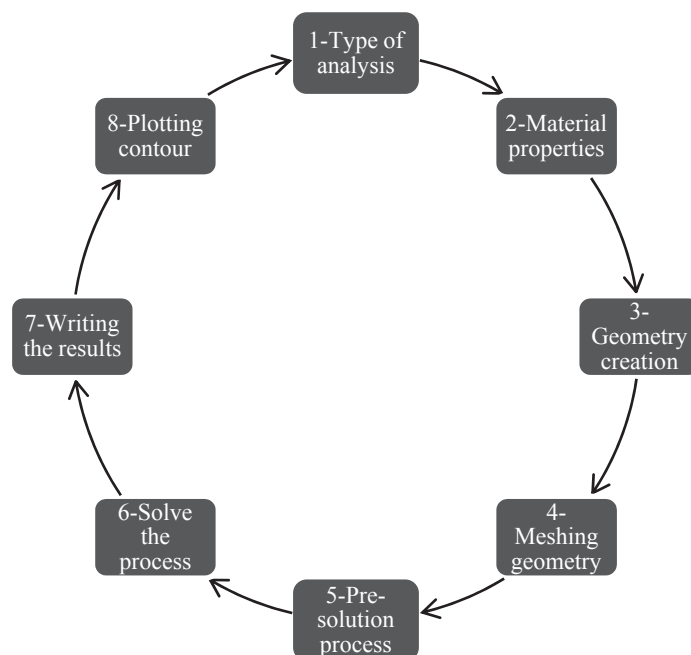 1-Type of
analysis
2-Material
properties
3-
Geometry
creation
4-
Meshing
geometry
5-Pre-
solution
process
6-Solve
the
process
7-Writing
the results
8-Plotting
contour